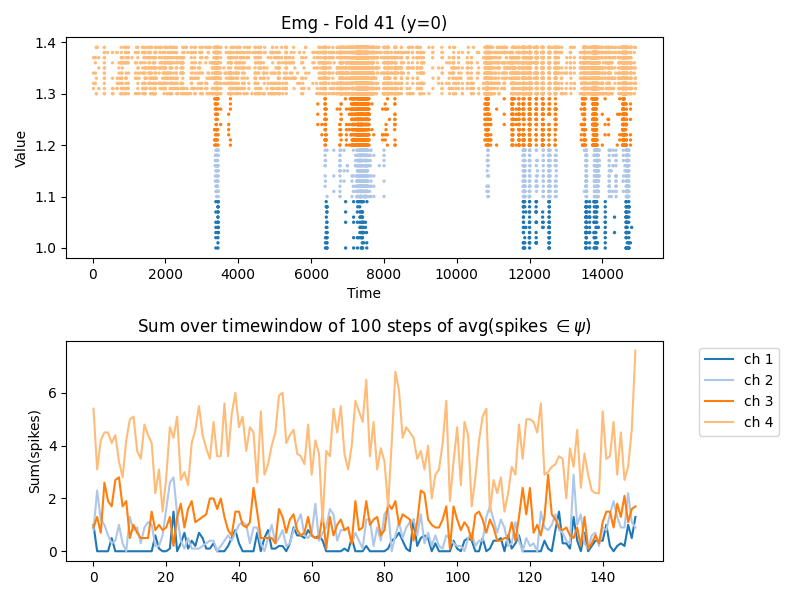 Emg - Fold 41 (y=0)
1.4
1.3
1.2
1.1
1.0
Value
0 2000 4000 6000 8000 10000 12000 14000
Time
Sum over timewindow of 100 steps of avg(spikes ∈ ψ)
6
4
2
0
Sum(spikes)
0 20 40 60 80 100 120 140
ch 1
ch 2
ch 3
ch 4